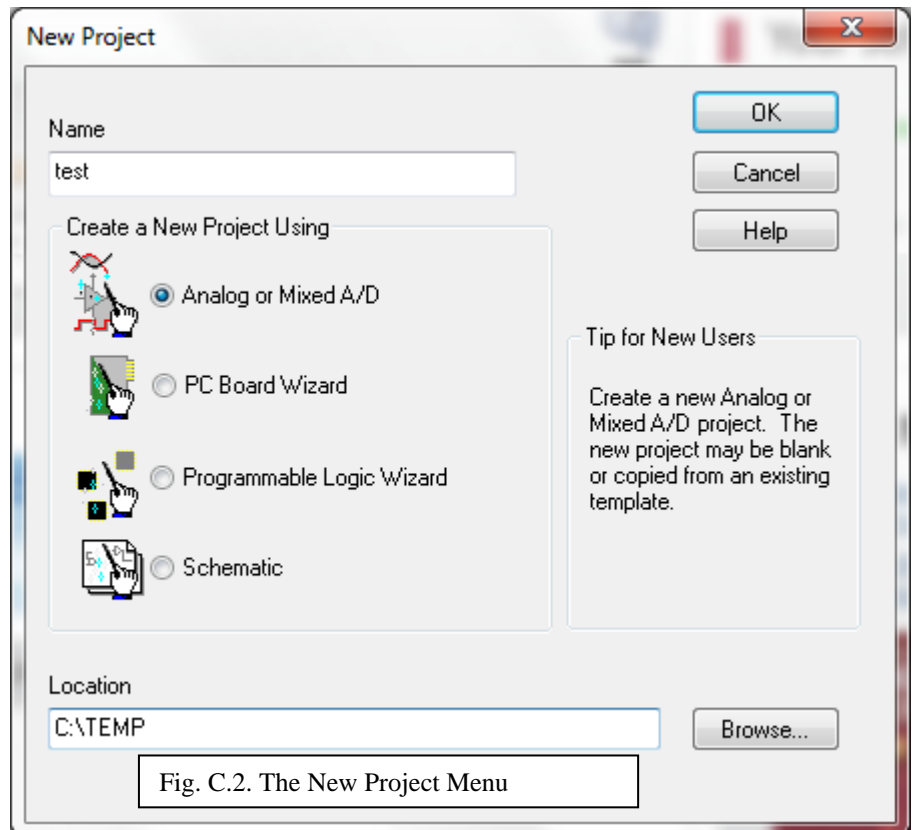 New Project
Name
test
OK
Cancel
Help
Create a New Project Using
Analog or Mixed A/D
PC Board Wizard
Programmable Logic Wizard
Schematic
Tip for New Users
Create a new Analog or
Mixed A/D project. The
new project may be blank
or copied from an existing
template.
Location
C:\TEMP
Browse...
Fig. C.2. The New Project Menu